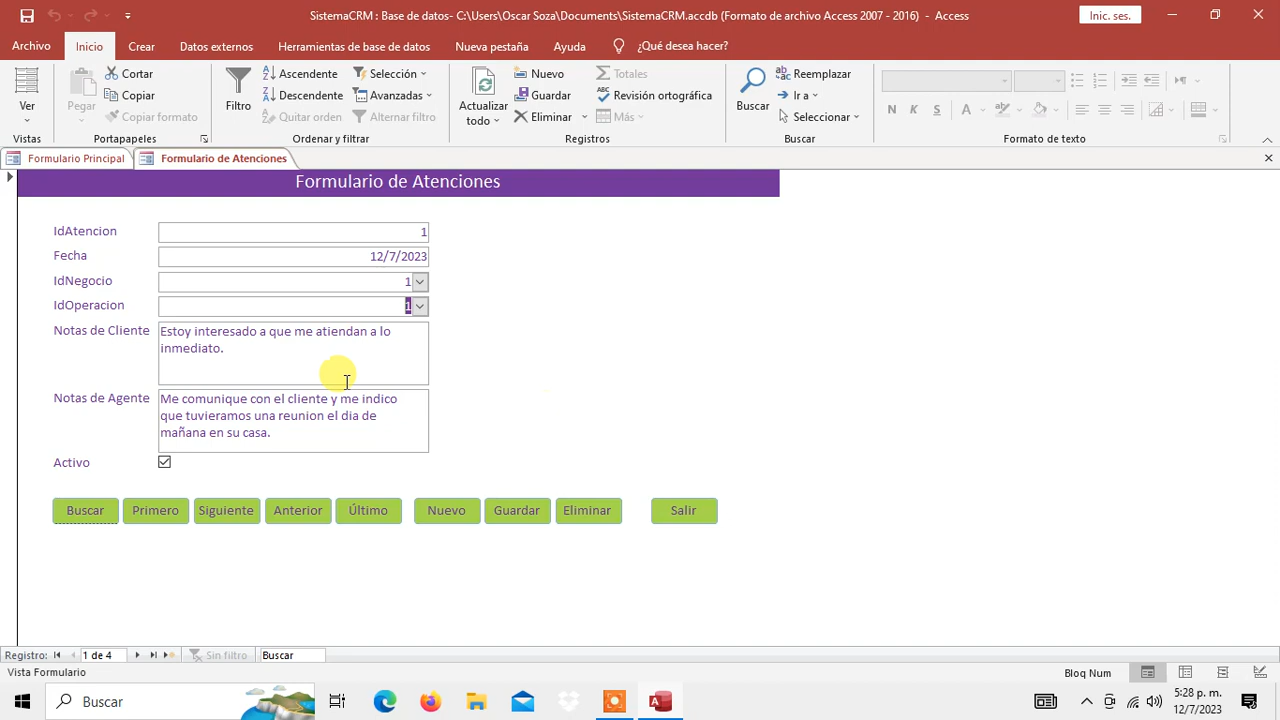 SistemaCRM : Base de datos- C:\Users\Oscar Soza\Documents\SistemaCRM.accdb (Formato de archivo Access 2007 - 2016) - Access
Inic. ses.
Archivo Inicio Crear Datos externos Herramientas de base de datos Nueva pestaña Ayuda ¿Qué desea hacer?
Ver
Pegar
Cortar
Copiar
Copiar formato
Filtro
Ascendente
Descendente
Quitar orden
Selección
Avanzadas
Alternar filtro
Actualizar
todo
Nuevo
Guardar
Eliminar
Totales
Revisión ortográfica
Más
Buscar
Reemplazar
Ir a
Seleccionar
N K S A
Vistas Portapapeles Ordenar y filtrar Registros Buscar Formato de texto
Formulario Principal Formulario de Atenciones
Formulario de Atenciones
IdAtencion 1
Fecha 12/7/2023
IdNegocio 1
IdOperacion 1
Notas de Cliente Estoy interesado a que me atiendan a lo
inmediato.
Notas de Agente Me comunique con el cliente y me indico
que tuvieramos una reunion el dia de
mañana en su casa.
Activo
Buscar Primero Siguiente Anterior Último Nuevo Guardar Eliminar Salir
Registro: 1 de 4 Sin filtro Buscar
Vista Formulario Bloq Num
Buscar
5:28 p. m.
12/7/2023